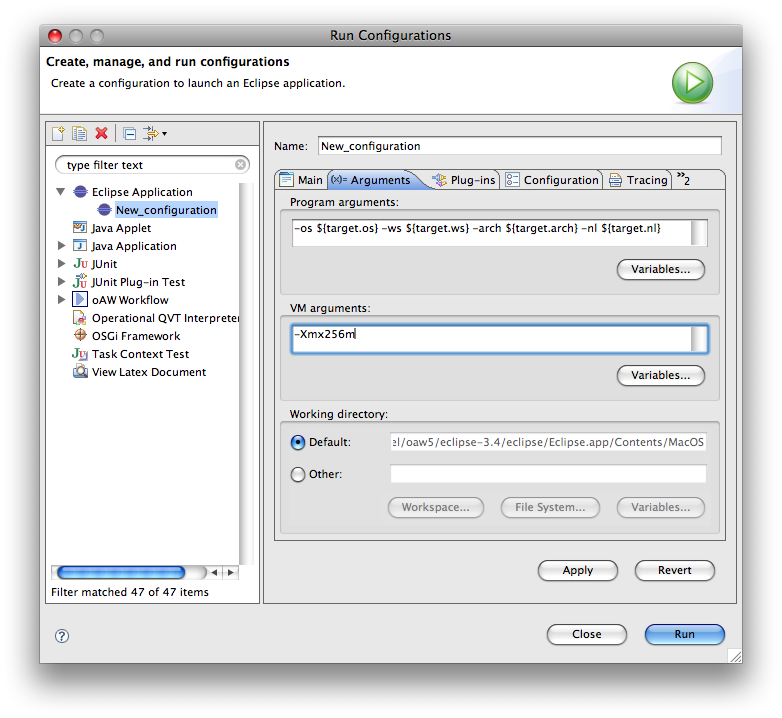 Run Configurations
Create, manage, and run configurations
Create a configuration to launch an Eclipse application.
type filter text
Eclipse Application
New_configuration
Java Applet
Java Application
JUnit
JUnit Plug-in Test
oAW Workflow
Operational QVT Interpreter
OSGi Framework
Task Context Test
View Latex Document
Filter matched 47 of 47 items
Name: New_configuration
Main (x)= Arguments Plug-ins Configuration Tracing »2
Program arguments:
-os ${target.os} -ws ${target.ws} -arch ${target.arch} -nl ${target.nl}
Variables...
VM arguments:
-Xmx256m
Variables...
Working directory:
Default: el/oaw5/eclipse-3.4/eclipse/Eclipse.app/Contents/MacOS
Other:
Workspace... File System... Variables...
Apply Revert
? Close Run